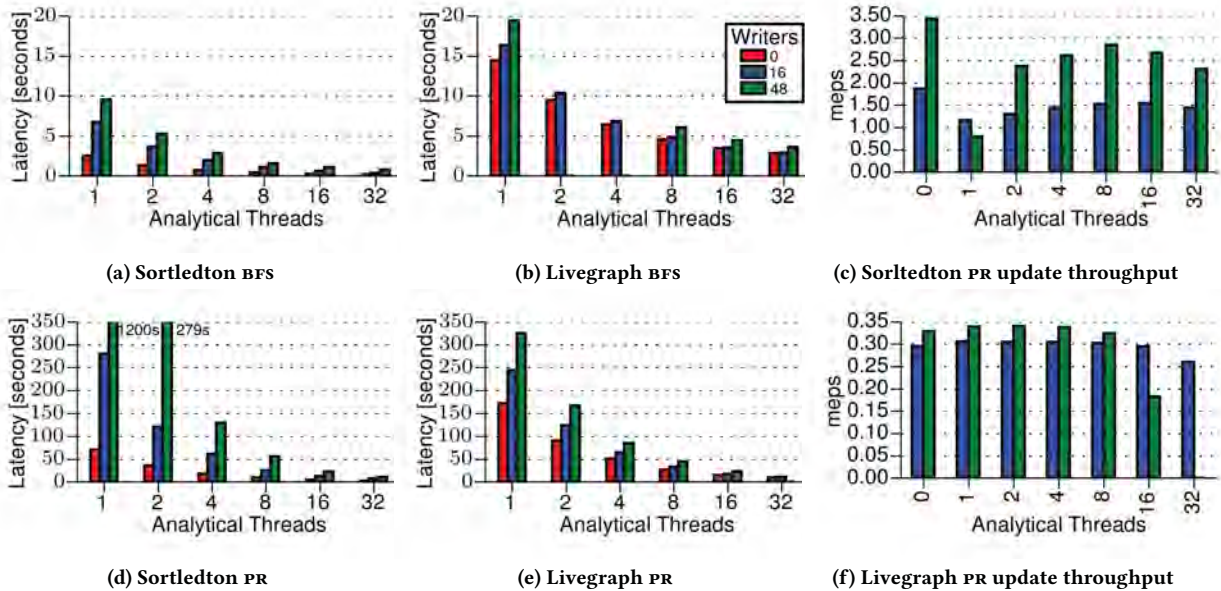 20
15
10
5
0
Latency [seconds]
1 2 4 8 16 32
Analytical Threads
(a) Sortledton BFS
20
15
10
5
0
Latency [seconds]
Writers
0
16
48
1 2 4 8 16 32
Analytical Threads
(b) Livegraph BFS
3.50
3.00
2.50
2.00
1.50
1.00
0.50
0.00
meps
0 1 2 4 8 16 32
Analytical Threads
(c) Sorltedton PR update throughput
350
300
250
200
150
100
50
0
Latency [seconds]
1200s 279s
1 2 4 8 16 32
Analytical Threads
(d) Sortledton PR
350
300
250
200
150
100
50
0
Latency [seconds]
1 2 4 8 16 32
Analytical Threads
(e) Livegraph PR
0.35
0.30
0.25
0.20
0.15
0.10
0.05
0.00
meps
0 1 2 4 8 16 32
Analytical Threads
(f) Livegraph PR update throughput